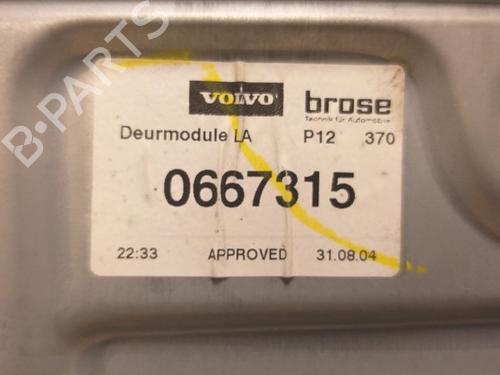 B-PARTS
VOLVO brose
Technik für Automobile
Deurmodule LA P12 370
0667315
22:33 APPROVED 31.08.04